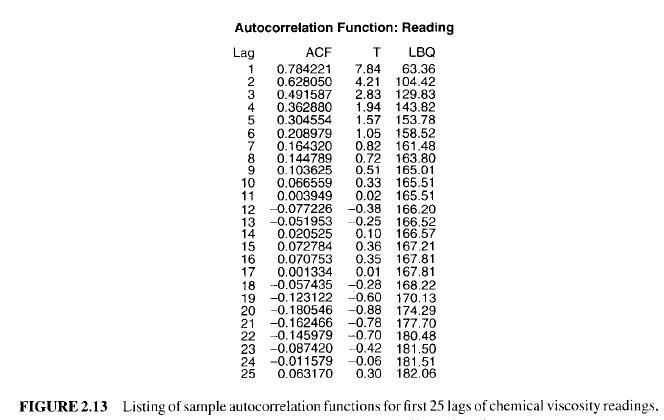 Autocorrelation Function: Reading
Lag ACF T LBQ
1 0.784221 7.84 63.36
2 0.628050 4.21 104.42
3 0.491587 2.83 129.83
4 0.362880 1.94 143.82
5 0.304554 1.57 153.78
6 0.208979 1.05 158.52
7 0.164320 0.82 161.48
8 0.144789 0.72 163.80
9 0.103625 0.51 165.01
10 0.066559 0.33 165.51
11 0.003949 0.02 165.51
12 –0.077226 –0.38 166.20
13 –0.051953 –0.25 166.52
14 0.020525 0.10 166.57
15 0.072784 0.36 167.21
16 0.070753 0.35 167.81
17 0.001334 0.01 167.81
18 –0.057435 –0.28 168.22
19 –0.123122 –0.60 170.13
20 –0.180546 –0.88 174.29
21 –0.162466 –0.78 177.70
22 –0.145979 –0.70 180.48
23 –0.087420 –0.42 181.50
24 –0.011579 –0.06 181.51
25 0.063170 0.30 182.06
FIGURE 2.13 Listing of sample autocorrelation functions for first 25 lags of chemical viscosity readings,